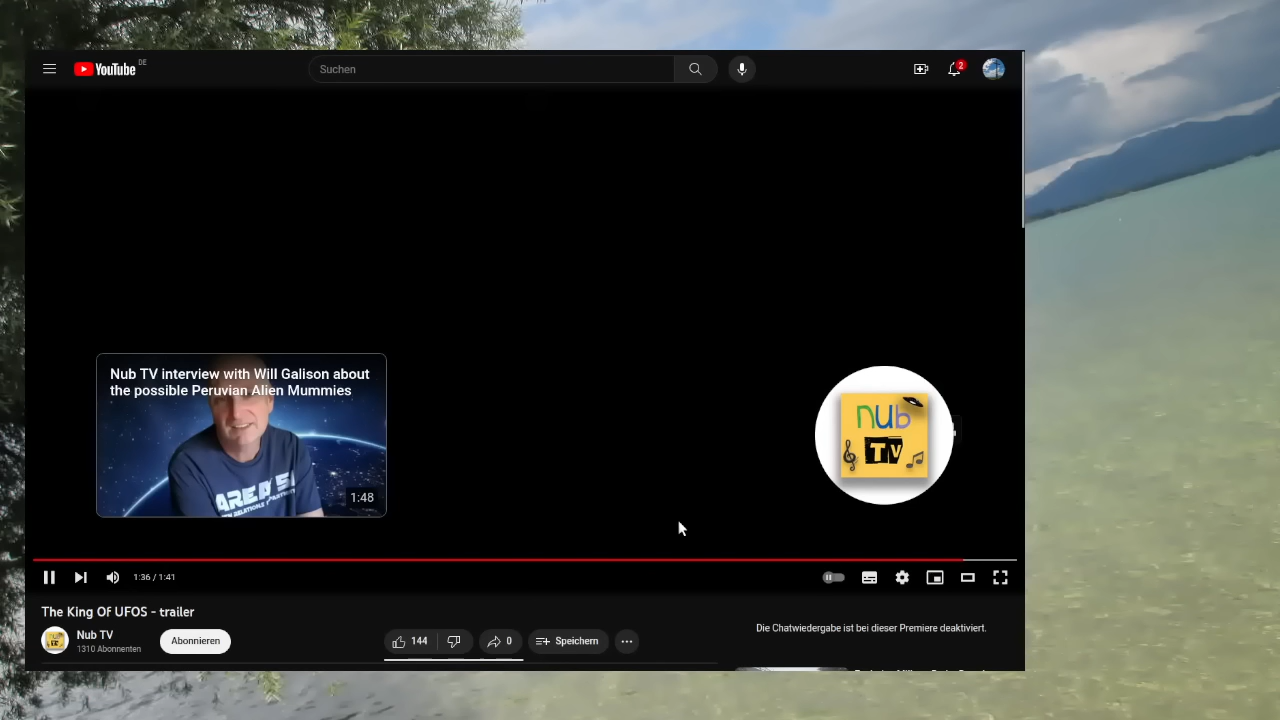 YouTube DE
Suchen
2
Nub TV interview with Will Galison about
the possible Peruvian Alien Mummies
AREA 51
1:48
nub
TV
1:36 / 1:41
The King Of UFOS - trailer
Nub TV
1310 Abonnenten
Abonnieren
144
0
Speichern
Die Chatwiedergabe ist bei dieser Premiere deaktiviert.